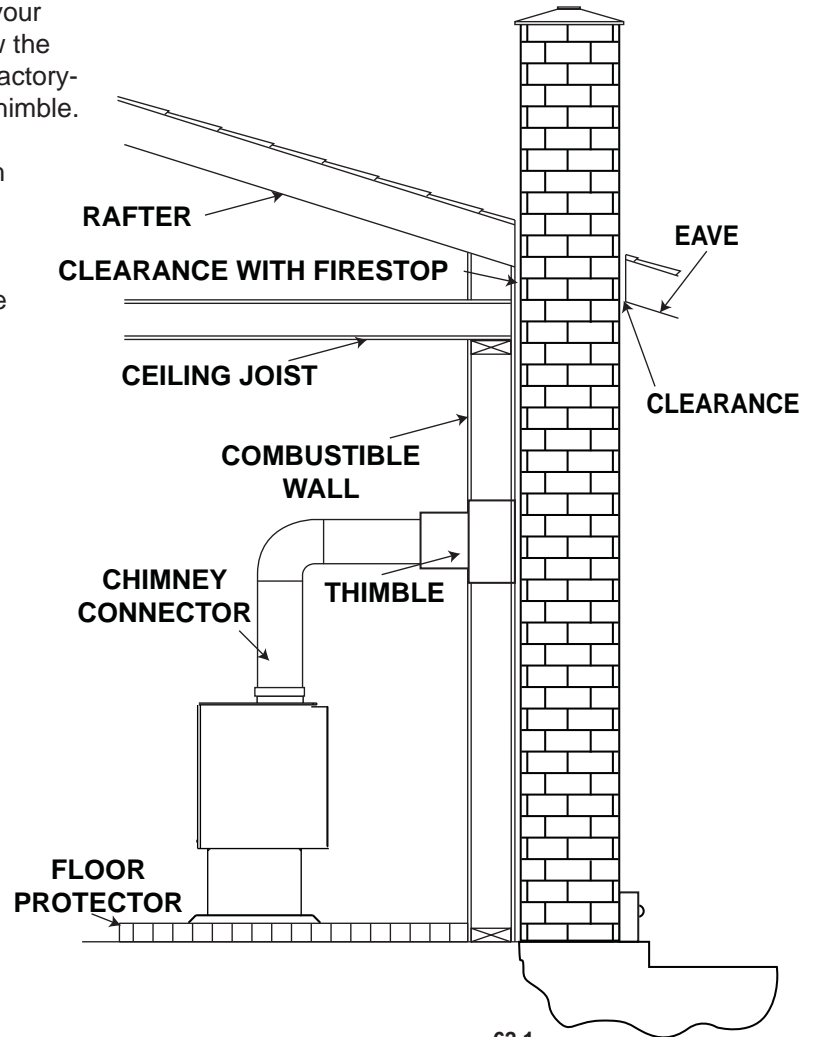 your
the
actory-
himble.
RAFTER
EAVE
CLEARANCE WITH FIRESTOP
CEILING JOIST
CLEARANCE
COMBUSTIBLE
WALL
CHIMNEY
CONNECTOR
THIMBLE
FLOOR
PROTECTOR